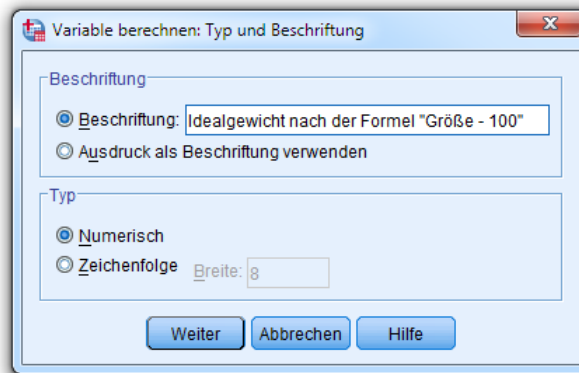 Variable berechnen: Typ und Beschriftung
Beschriftung
Beschriftung: Idealgewicht nach der Formel "Größe - 100"
Ausdruck als Beschriftung verwenden
Typ
Numerisch
Zeichenfolge Breite: 8
Weiter Abbrechen Hilfe